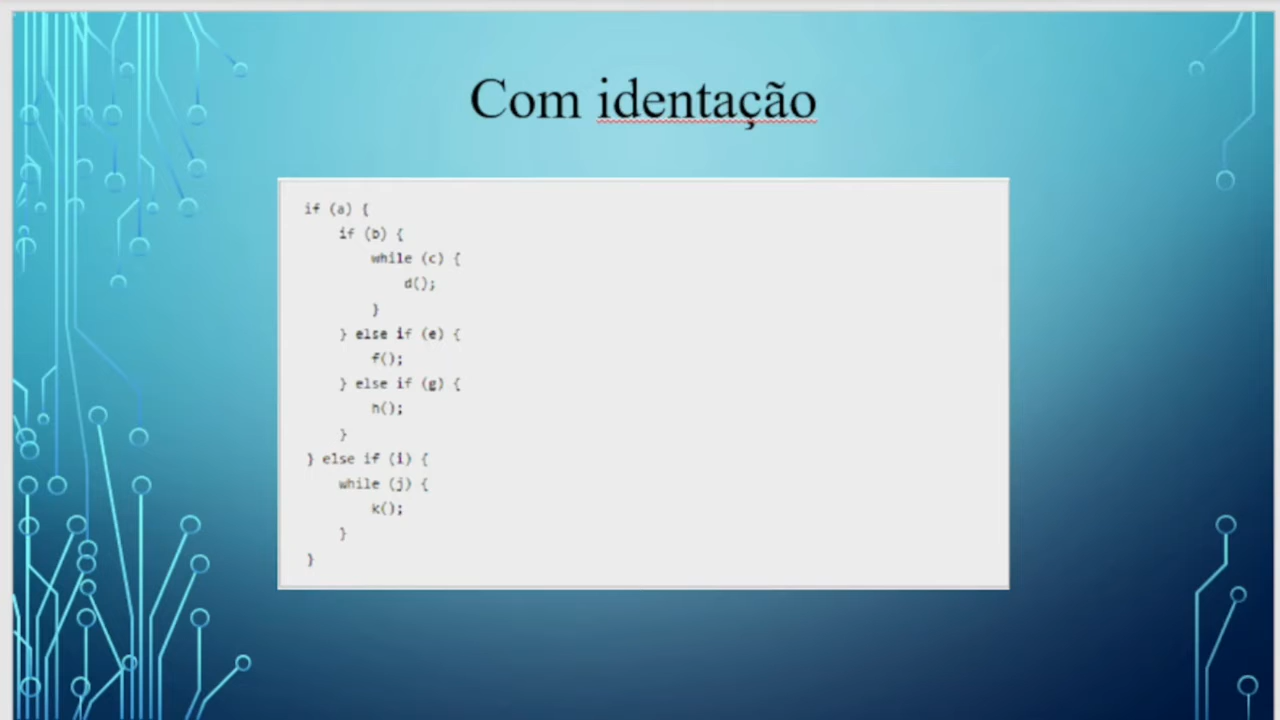 Com identação
if (a) {
    if (b) {
        while (c) {
            d();
        }
    } else if (e) {
        f();
    } else if (g) {
        h();
    }
} else if (i) {
    while (j) {
        k();
    }
}